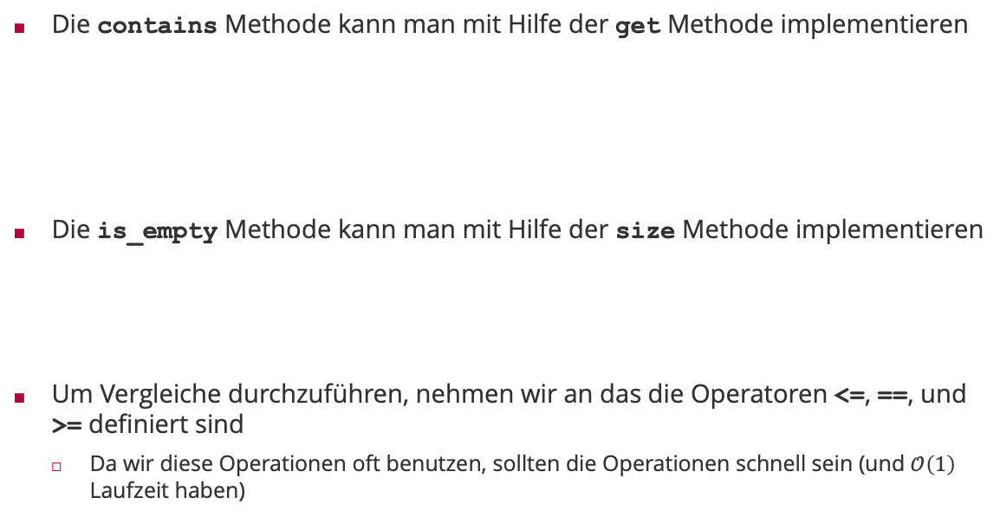 Die contains Methode kann man mit Hilfe der get Methode implementieren
Die is_empty Methode kann man mit Hilfe der size Methode implementieren
Um Vergleiche durchzuführen, nehmen wir an das die Operatoren <=, ==, und
>= definiert sind
Da wir diese Operationen oft benutzen, sollten die Operationen schnell sein (und 𝒪(1)
Laufzeit haben)